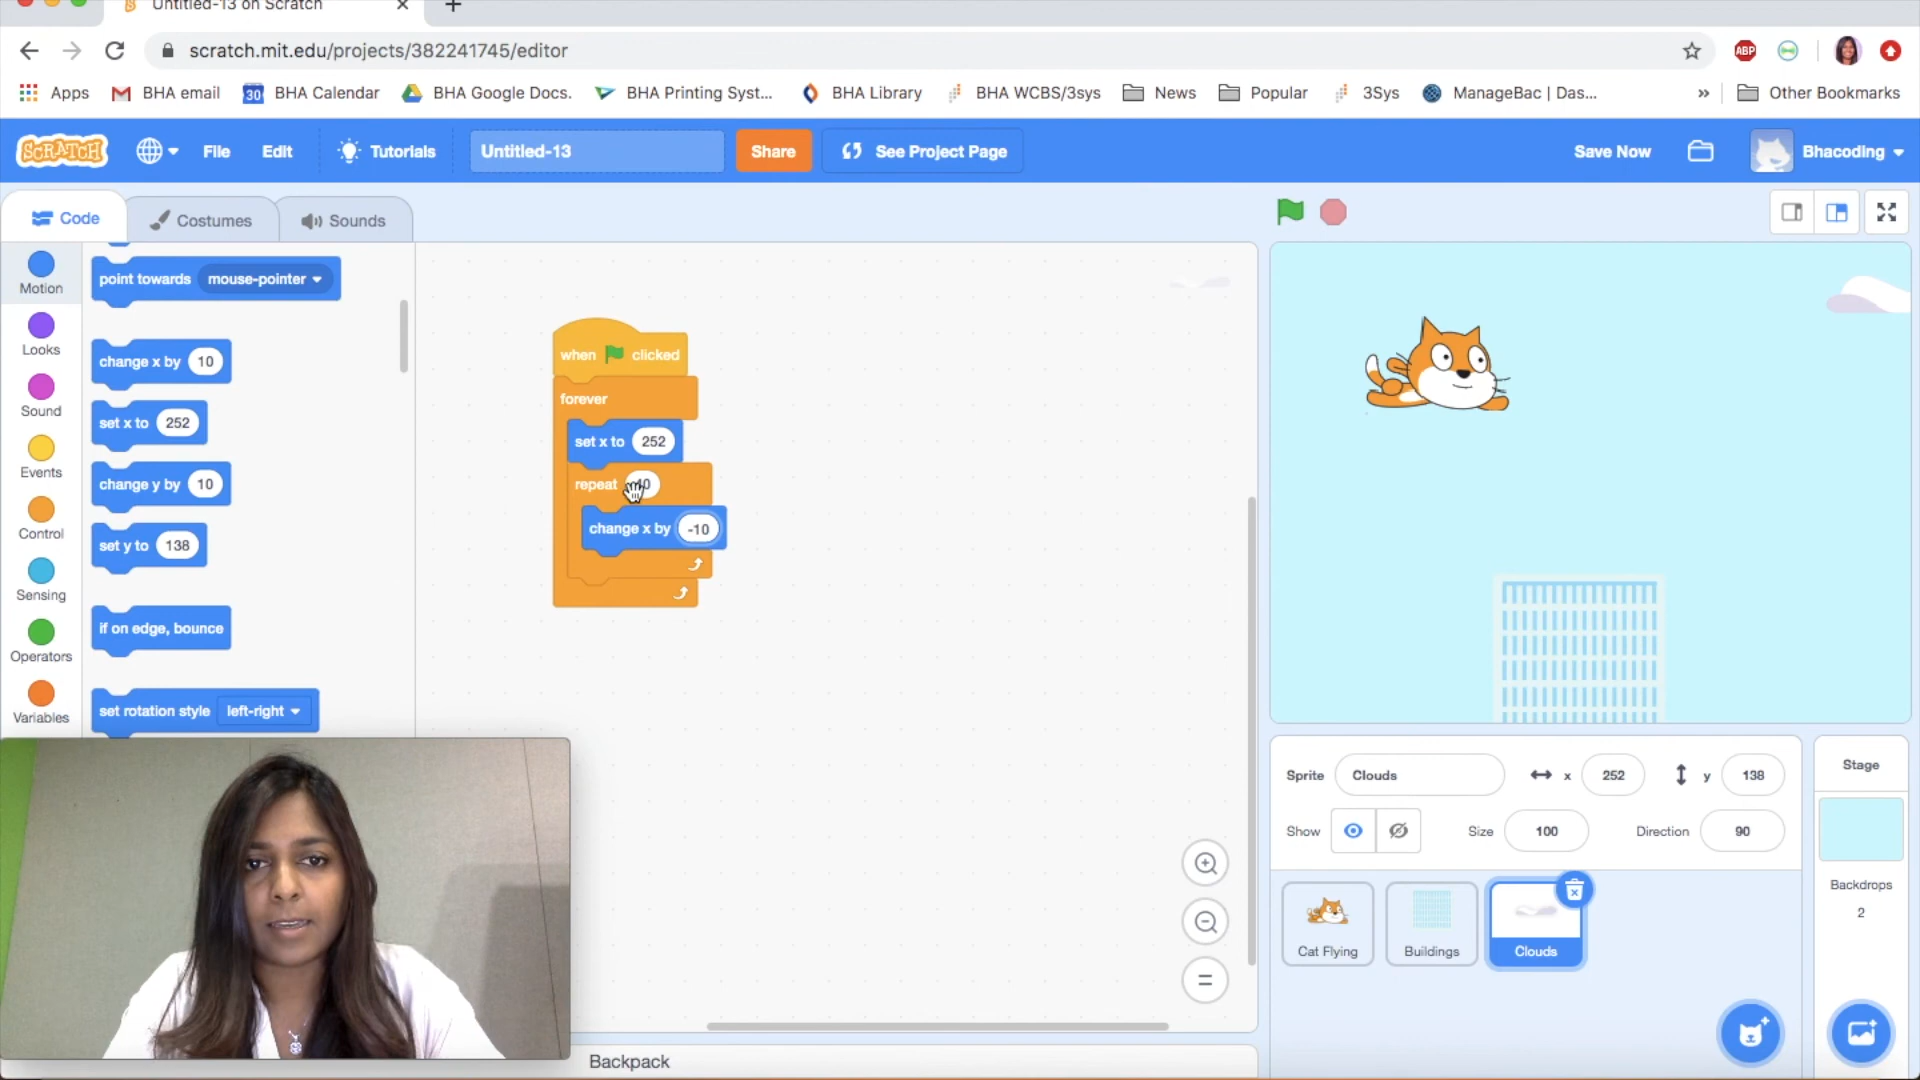 Untitled-13 on Scratch
scratch.mit.edu/projects/382241745/editor
ABP
Apps
BHA email
30
BHA Calendar
BHA Google Docs.
BHA Printing Syst...
BHA Library
BHA WCBS/3sys
News
Popular
3Sys
ManageBac | Das...
»
Other Bookmarks
SCRATCH
File
Edit
Tutorials
Untitled-13
Share
See Project Page
Save Now
Bhacoding
Code
Costumes
Sounds
Motion
Looks
Sound
Events
Control
Sensing
Operators
Variables
point towards mouse-pointer
change x by 10
set x to 252
change y by 10
set y to 138
if on edge, bounce
set rotation style left-right
when clicked
forever
set x to 252
repeat
change x by -10
Sprite Clouds x 252 y 138
Show Size 100 Direction 90
Cat Flying
Buildings
Clouds
Stage
Backdrops
2
Backpack